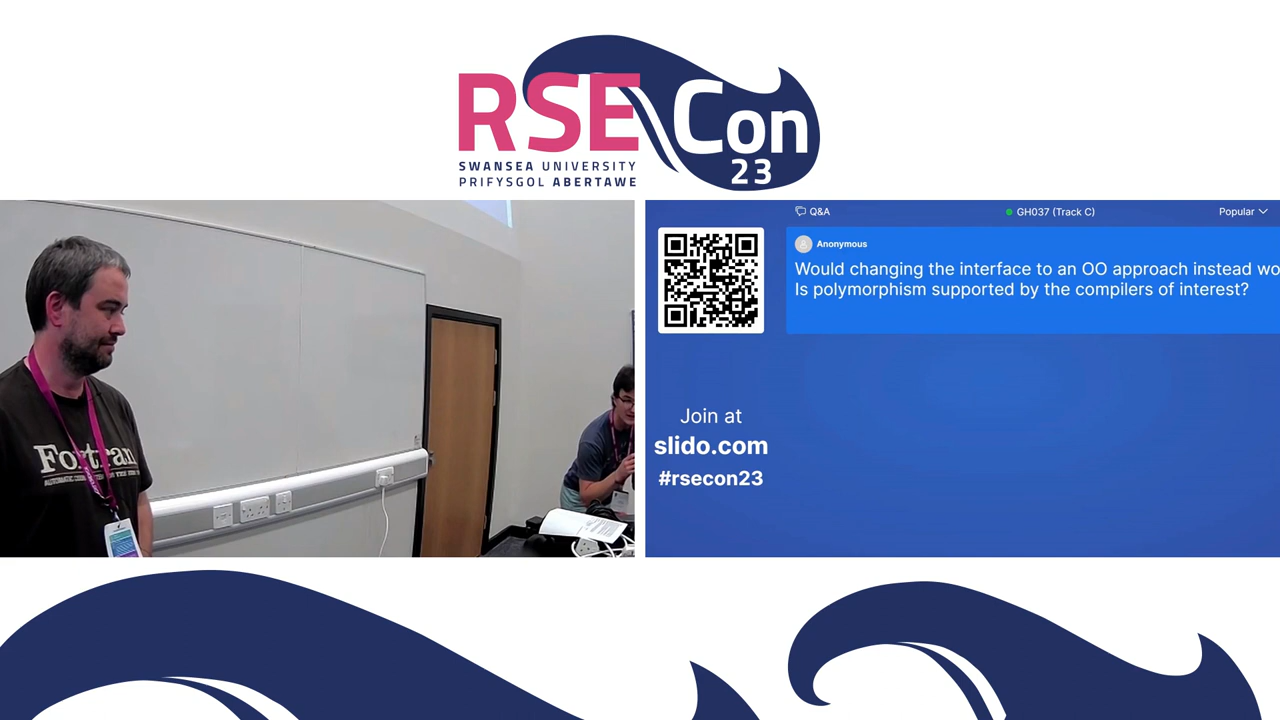 RSE Con
23
SWANSEA UNIVERSITY
PRIFYSGOL ABERTAWE
Q&A
GH037 (Track C)
Popular
Anonymous
Would changing the interface to an OO approach instead wo
Is polymorphism supported by the compilers of interest?
Join at
slido.com
#rsecon23
Fortran